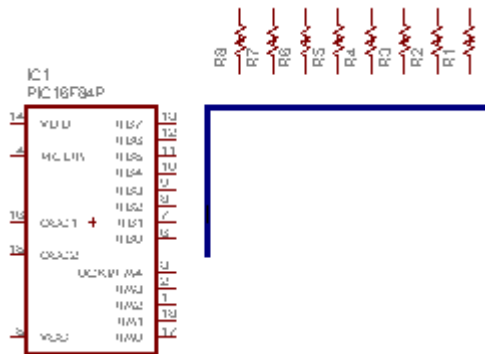 R8 R7 R6 R5 R4 R3 R2 R1
IC1
PIC16F84P
14 VDD RB7 13
RB6 12
4 MCLR RB5 11
RB4 10
RB3 9
RB2 8
16 OSC1 RB1 7
RB0 6
15 OSC2
3
RA3 2
RA2 1
RA1 18
5 VSS RA0 17